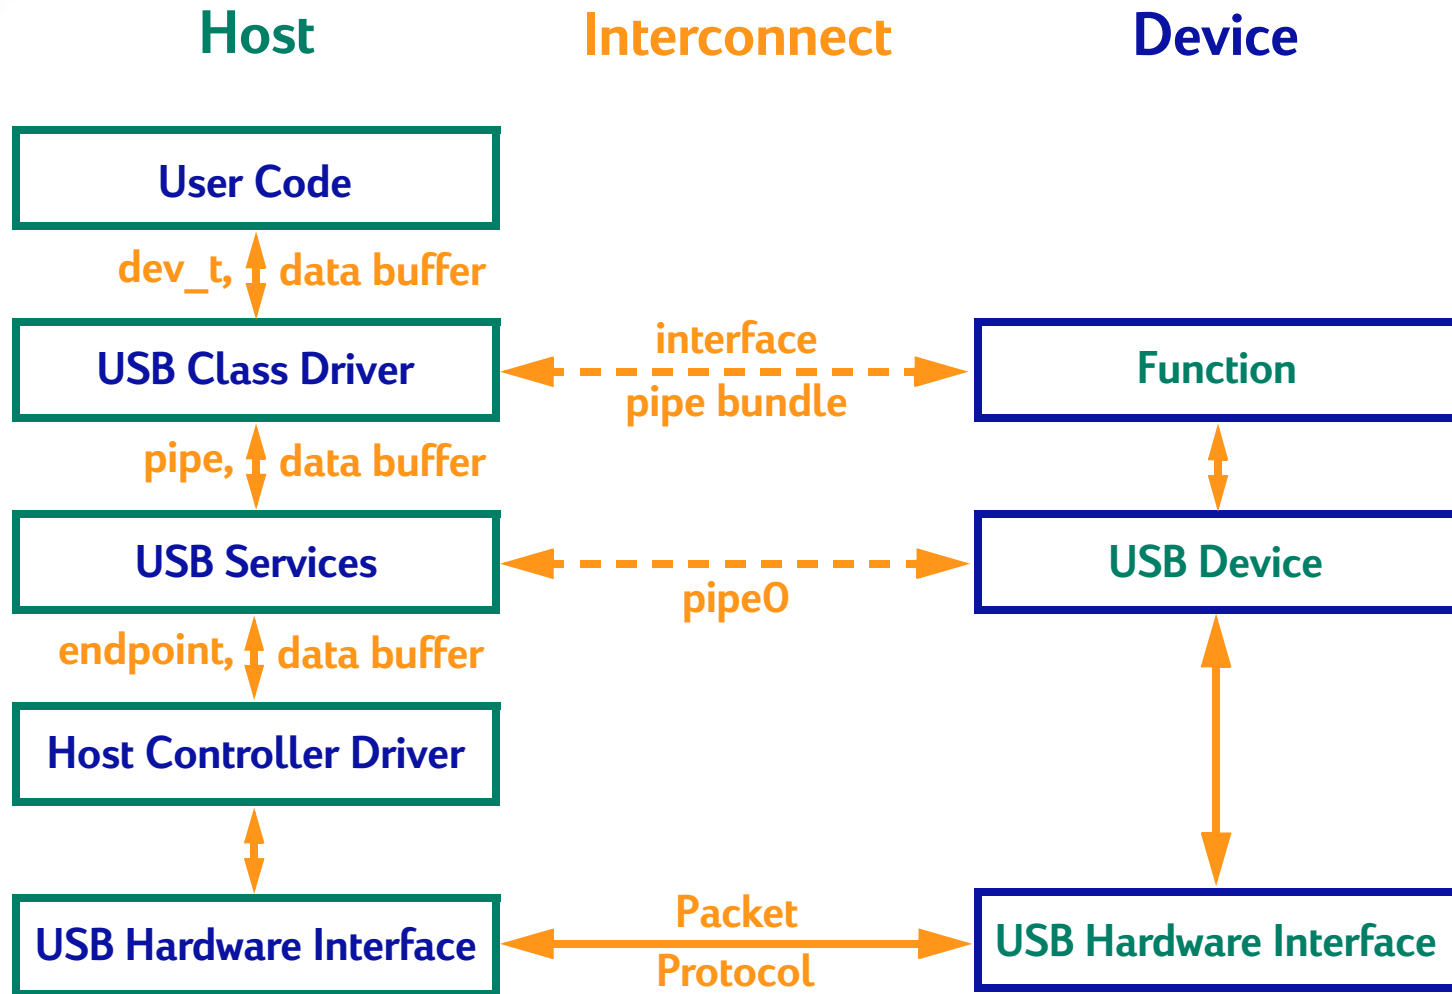 Host
Interconnect
Device
User Code
dev_t, data buffer
USB Class Driver
interface
pipe bundle
Function
pipe, data buffer
USB Services
pipe0
USB Device
endpoint, data buffer
Host Controller Driver
USB Hardware Interface
Packet
Protocol
USB Hardware Interface